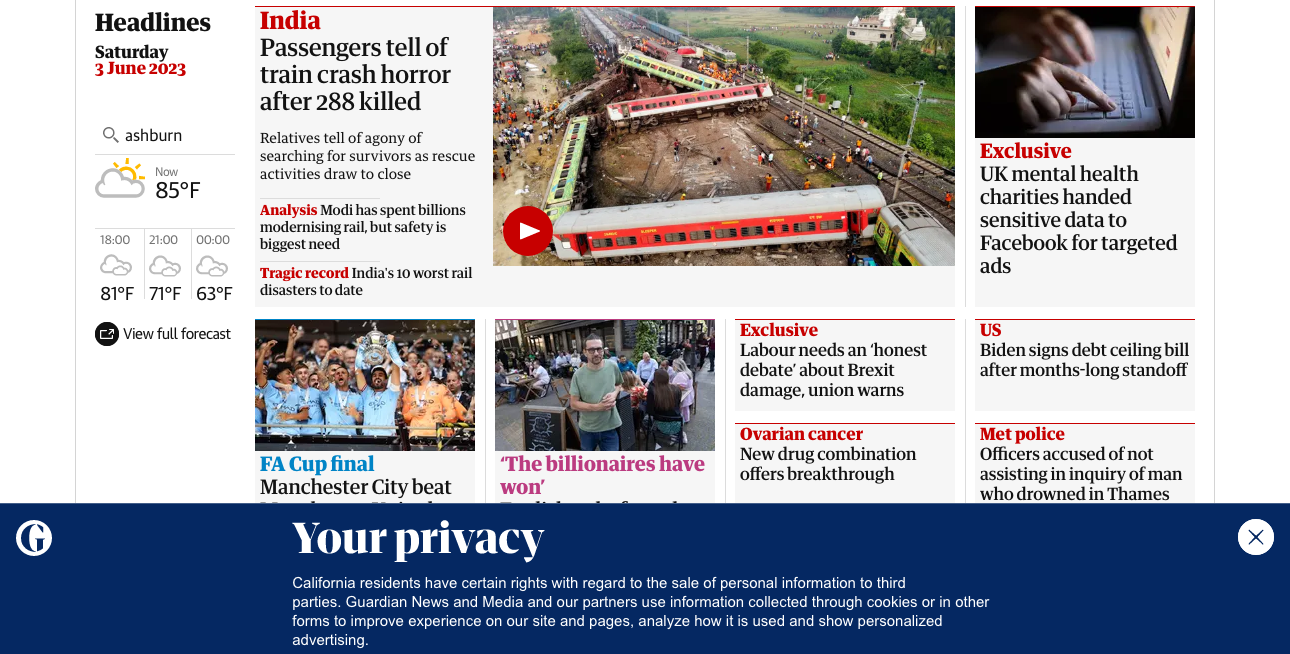 Headlines
Saturday
3 June 2023
ashburn
Now
85°F
18:00
21:00
00:00
81°F
71°F
63°F
View full forecast
India
Passengers tell of
train crash horror
after 288 killed
Relatives tell of agony of
searching for survivors as rescue
activities draw to close
Analysis Modi has spent billions
modernising rail, but safety is
biggest need
Tragic record India's 10 worst rail
disasters to date
Exclusive
UK mental health
charities handed
sensitive data to
Facebook for targeted
ads
FA Cup final
Manchester City beat
‘The billionaires have
won’
Exclusive
Labour needs an ‘honest
debate’ about Brexit
damage, union warns
Ovarian cancer
New drug combination
offers breakthrough
US
Biden signs debt ceiling bill
after months-long standoff
Met police
Officers accused of not
assisting in inquiry of man
who drowned in Thames
Your privacy
California residents have certain rights with regard to the sale of personal information to third
parties. Guardian News and Media and our partners use information collected through cookies or in other
forms to improve experience on our site and pages, analyze how it is used and show personalized
advertising.